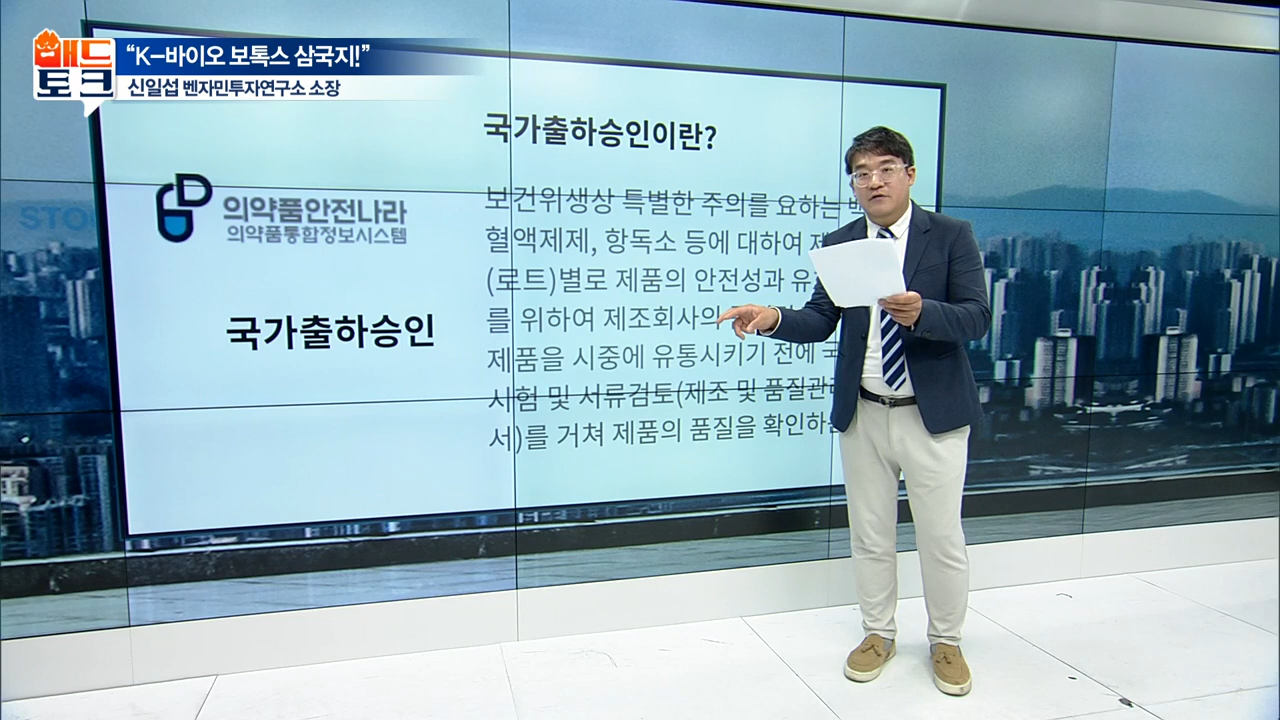 매드
토크
“K-바이오 보톡스 삼국지!”
신일섭 벤자민투자연구소 소장
국가출하승인이란?
의약품안전나라
의약품통합정보시스템
국가출하승인
보건위생상 특별한 주의를 요하는
혈액제제, 항독소 등에 대하여
(로트)별로 제품의 안전성과
를 위하여 제조회사의
제품을 시중에 유통시키기 전에
시험 및 서류검토(제조 및 품질관리
서)를 거쳐 제품의 품질을